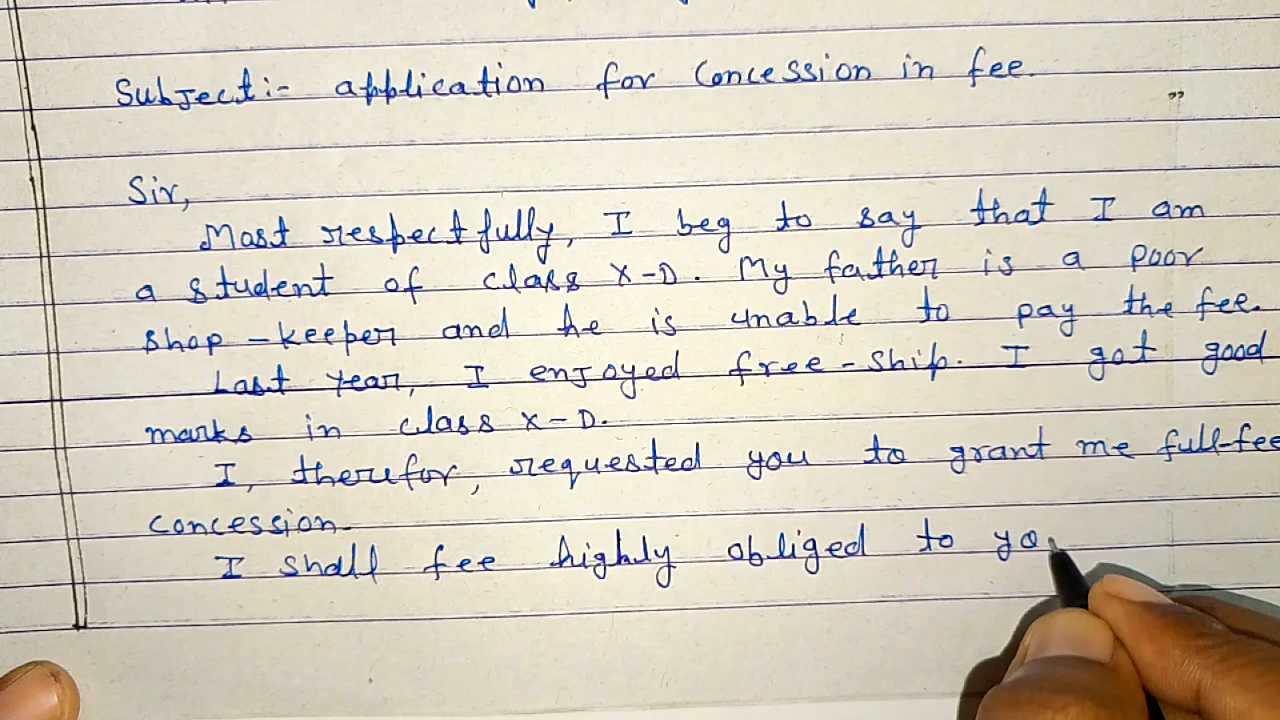 Subject:- application for Concession in fee.
”
Sir,
Most respectfully, I beg to say that I am
a student of class X-D. My father is a poor
shop-keeper and he is unable to pay the fee.
Last year, I enjoyed free-ship. I got good
marks in class X-D.
I, therefor, requested you to grant me full-fee
concession.
I shall fee highly obliged to yo